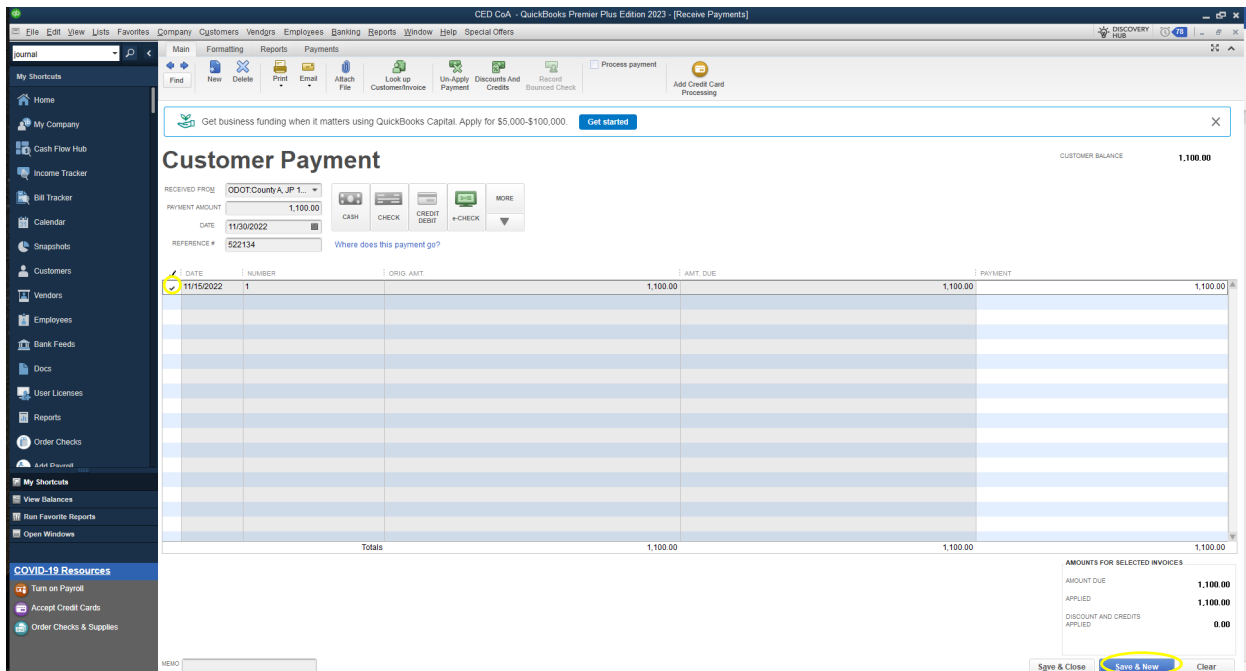 CED CoA - QuickBooks Premier Plus Edition 2023 - [Receive Payments]
File Edit View Lists Favorites Company Customers Vendors Employees Banking Reports Window Help Special Offers
DISCOVERY HUB 78
journal
Main Formatting Reports Payments
Find New Delete Print Email Attach File Look up Customer/Invoice Un-Apply Payment Discounts And Credits Record Bounced Check Process payment Add Credit Card Processing
My Shortcuts
Home
My Company
Cash Flow Hub
Income Tracker
Bill Tracker
Calendar
Snapshots
Customers
Vendors
Employees
Bank Feeds
Docs
User Licenses
Reports
Order Checks
Add Payroll
My Shortcuts
View Balances
Run Favorite Reports
Open Windows
COVID-19 Resources
Turn on Payroll
Accept Credit Cards
Order Checks & Supplies
Get business funding when it matters using QuickBooks Capital. Apply for $5,000-$100,000. Get started
Customer Payment
CUSTOMER BALANCE 1,100.00
RECEIVED FROM ODOT:County A, JP 1...
PAYMENT AMOUNT 1,100.00
DATE 11/30/2022
REFERENCE # 522134
CASH CHECK CREDIT DEBIT e-CHECK MORE
Where does this payment go?
DATE NUMBER ORIG. AMT. AMT. DUE PAYMENT
11/15/2022 1 1,100.00 1,100.00 1,100.00
Totals 1,100.00 1,100.00 1,100.00
AMOUNTS FOR SELECTED INVOICES
AMOUNT DUE 1,100.00
APPLIED 1,100.00
DISCOUNT AND CREDITS APPLIED 0.00
MEMO
Save & Close Save & New Clear